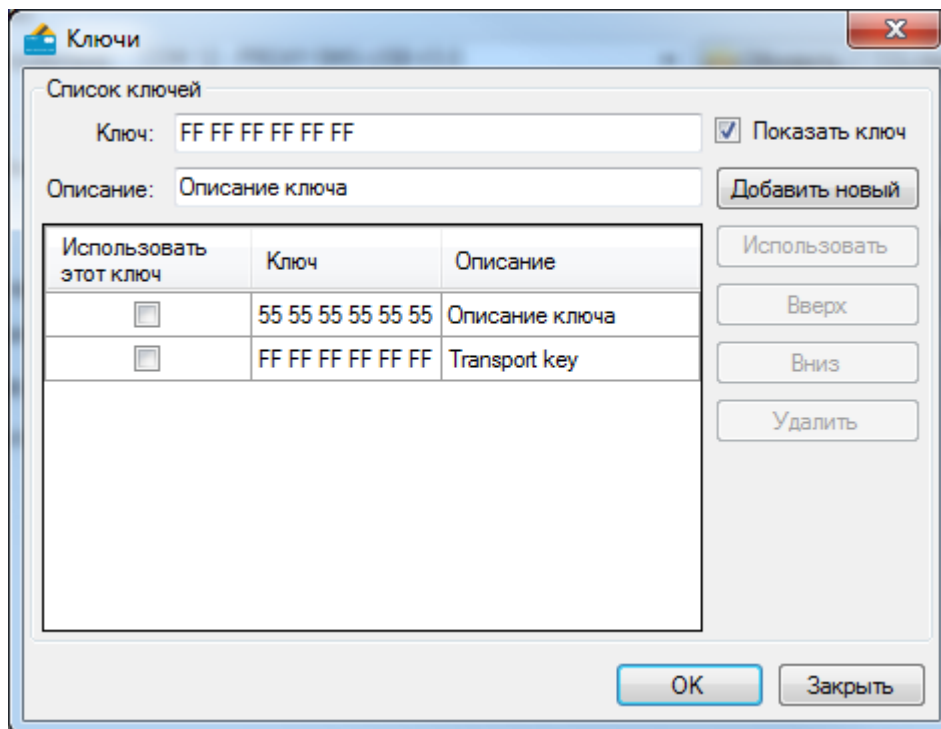 Ключи
Список ключей
Ключ: FF FF FF FF FF FF
Показать ключ
Описание: Описание ключа
Добавить новый
Использовать этот ключ
Ключ
Описание
Использовать
55 55 55 55 55 55 Описание ключа
Вверх
FF FF FF FF FF FF Transport key
Вниз
Удалить
OK
Закрыть